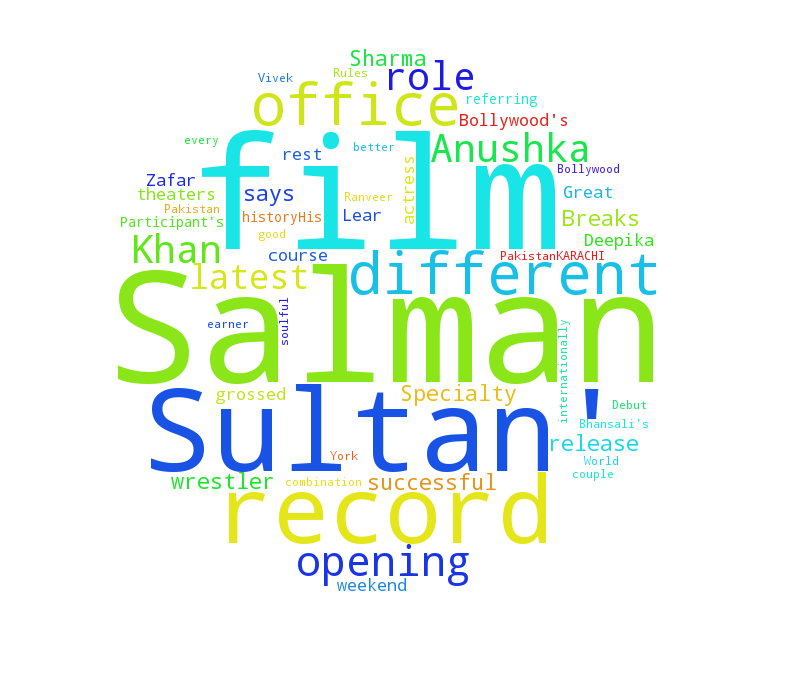 Sharma
role
Vivek
Rules
office
referring
Bollywood's
every
film
rest
better
Anushka
actress
Bollywood
Zafar
says
Great
theaters
Ranveer
Pakistan
historyHis
Lear
Breaks
Participant's
good
Khan
course
Deepika
PakistanKARACHI
latest
different
Salman
soulful
earner
internationally
Sultan'
grossed
Specialty
Debut
Bhansali's
release
York
World
couple
wrestler
combination
successful
record
opening
weekend